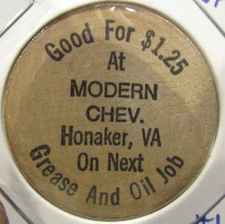 Good For $1.25
At
MODERN
CHEV.
Honaker, VA
On Next
Grease And Oil Job